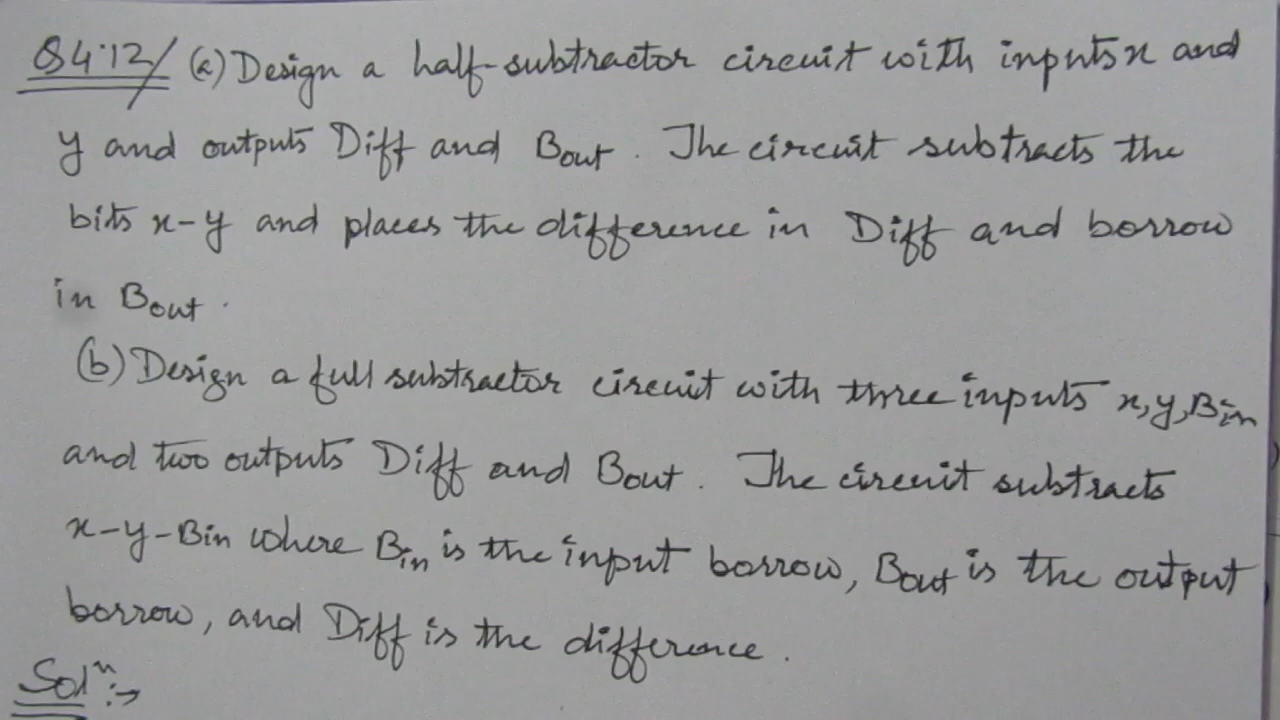 Q4.12/ (a) Design a half-subtractor circuit with inputs x and
y and outputs Diff and Bout. The circuit subtracts the
bits x-y and places the difference in Diff and borrow
in Bout.
(b) Design a full subtractor circuit with three inputs x, y, Bin
and two outputs Diff and Bout. The circuit subtracts
x-y-Bin where Bin is the input borrow, Bout is the output
borrow, and Diff is the difference.
Solⁿ:→